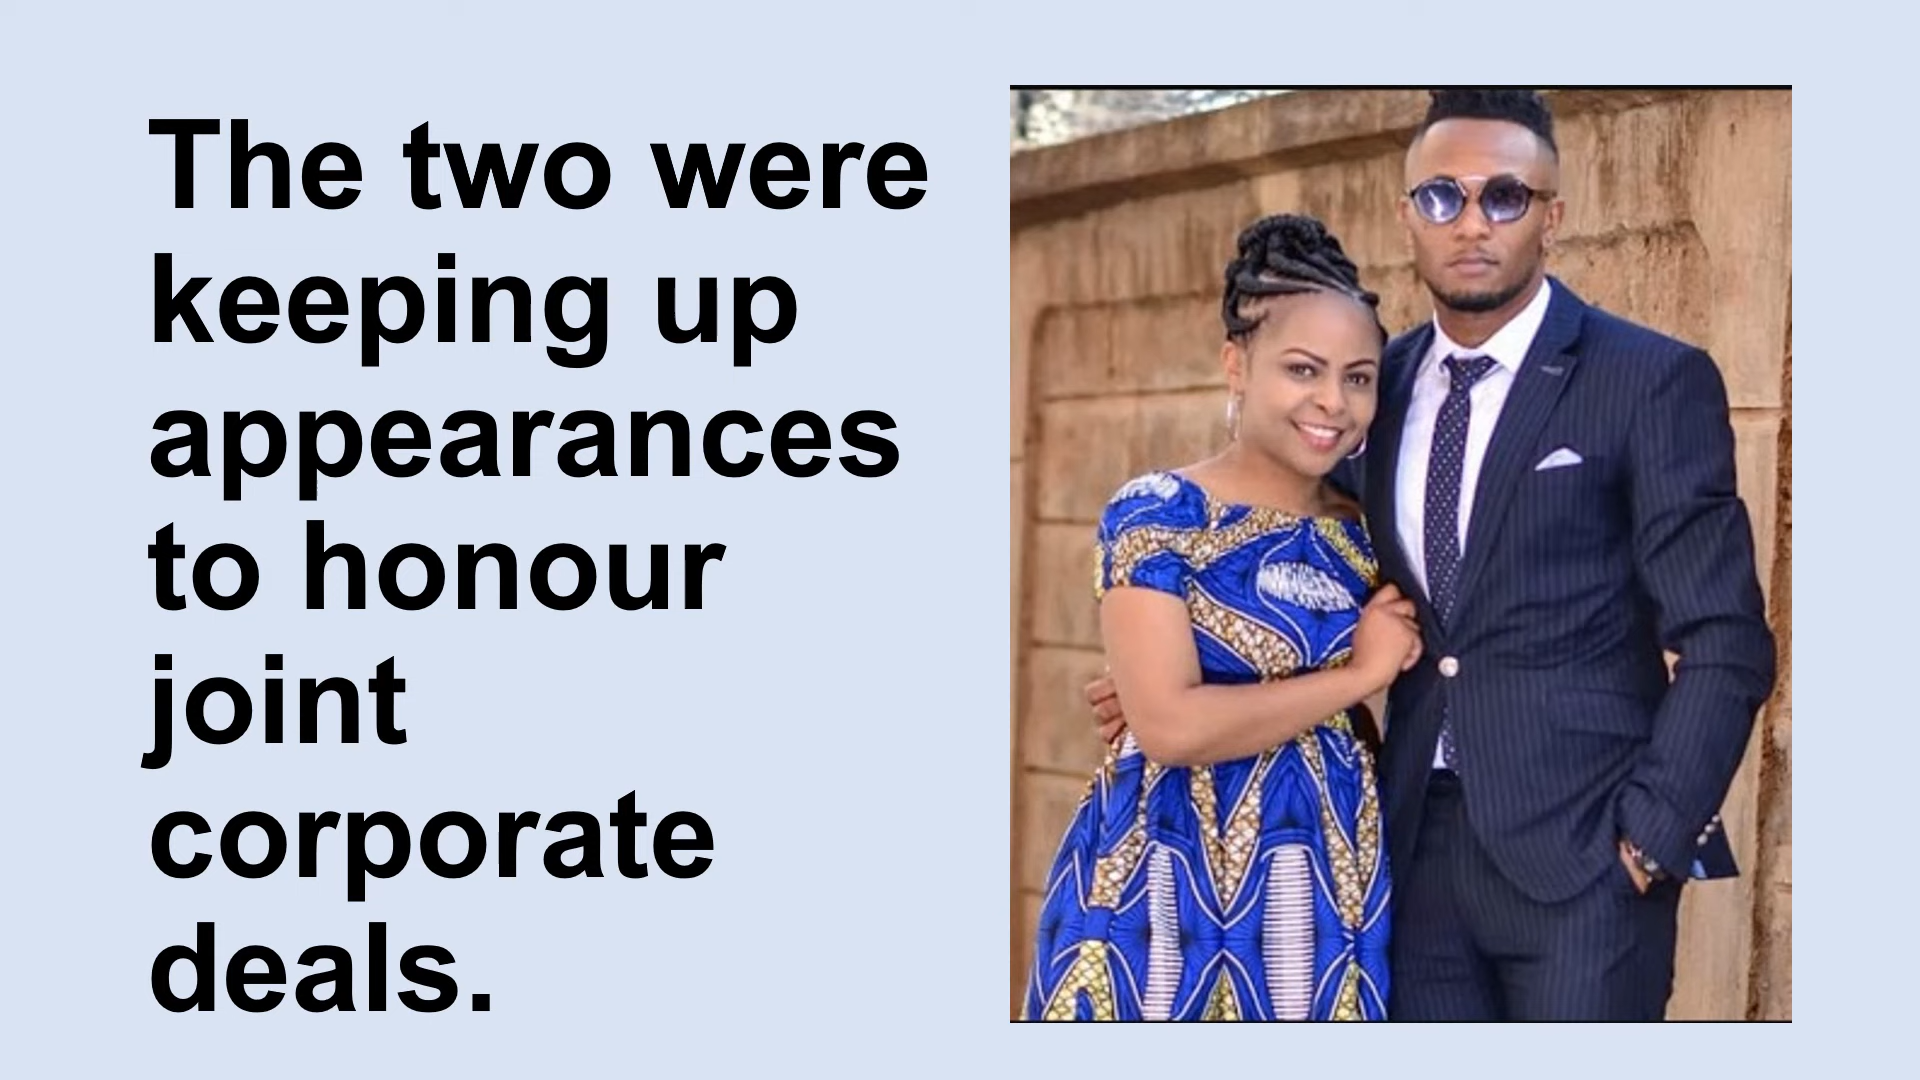 The two were
keeping up
appearances
to honour
joint
corporate
deals.